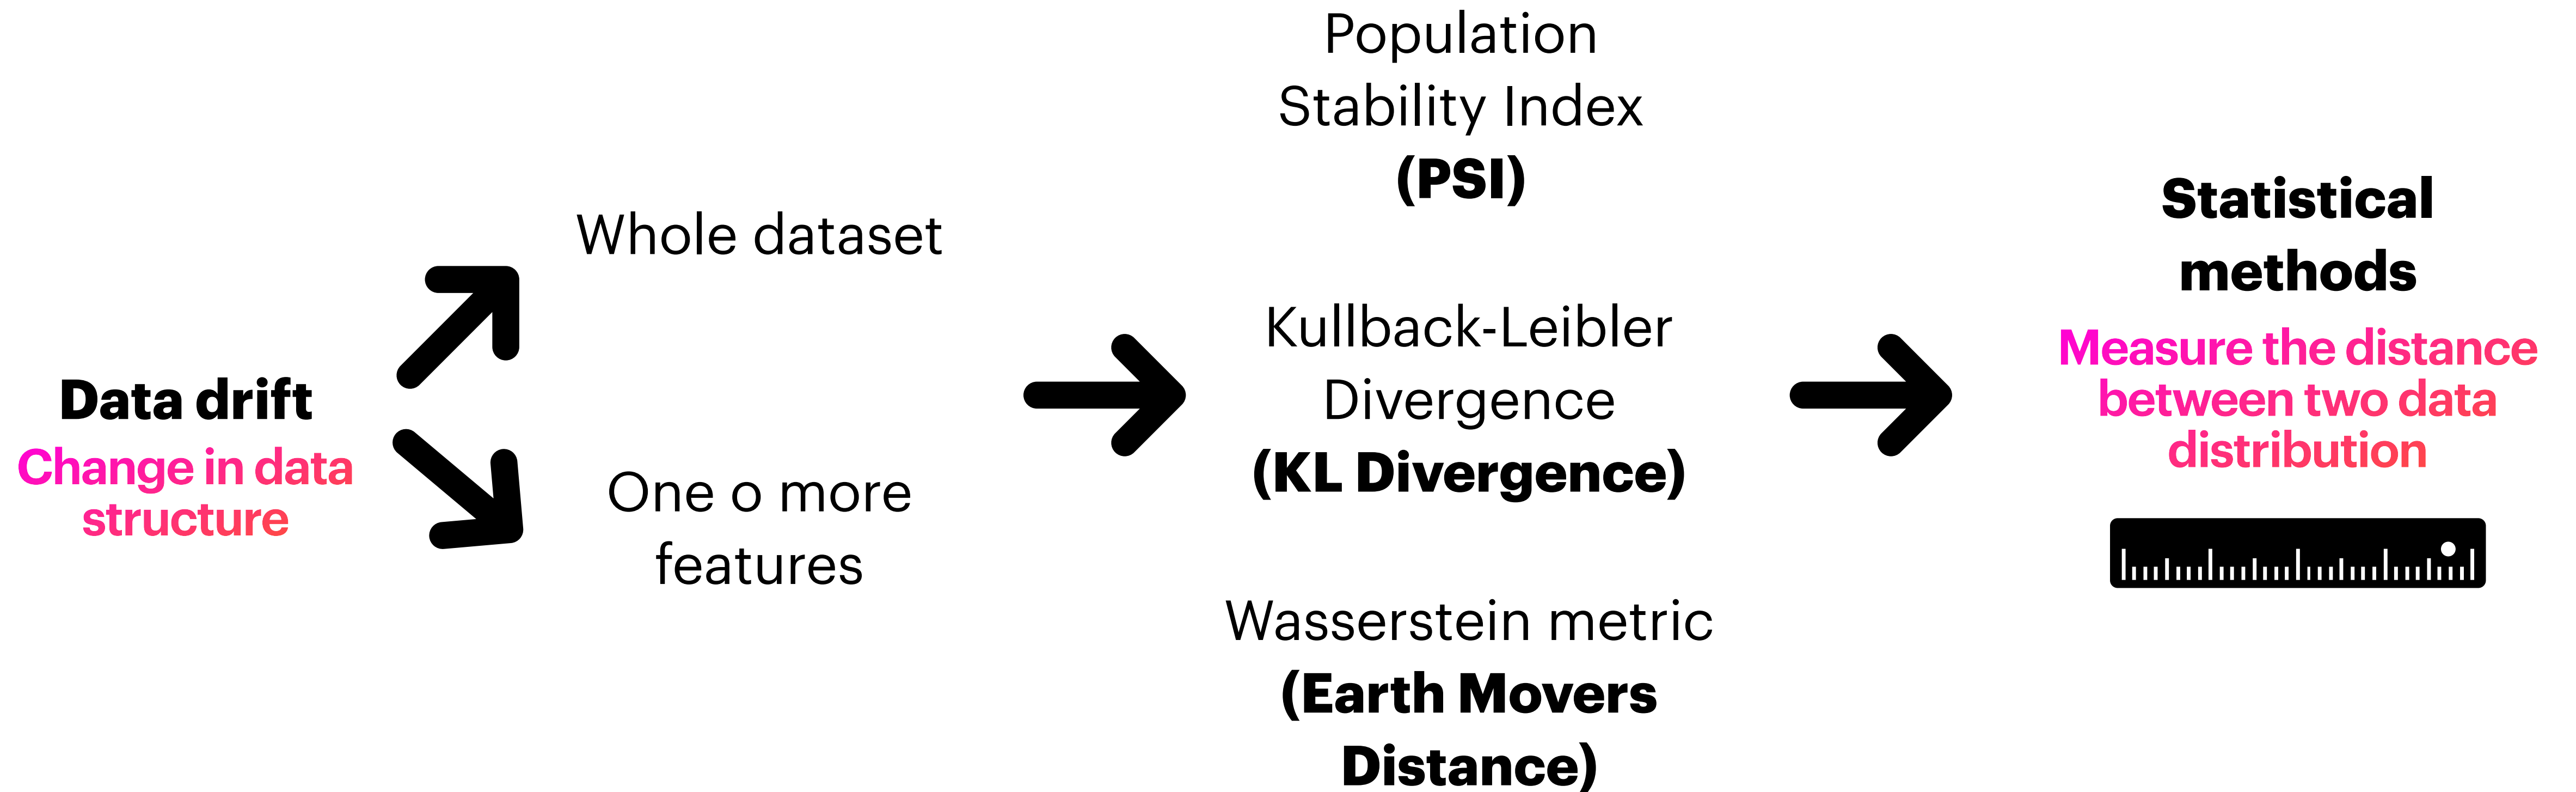 Data drift
Change in data
structure
Whole dataset
One o more
features
Population
Stability Index
(PSI)
Kullback-Leibler
Divergence
(KL Divergence)
Wasserstein metric
(Earth Movers
Distance)
Statistical
methods
Measure the distance
between two data
distribution